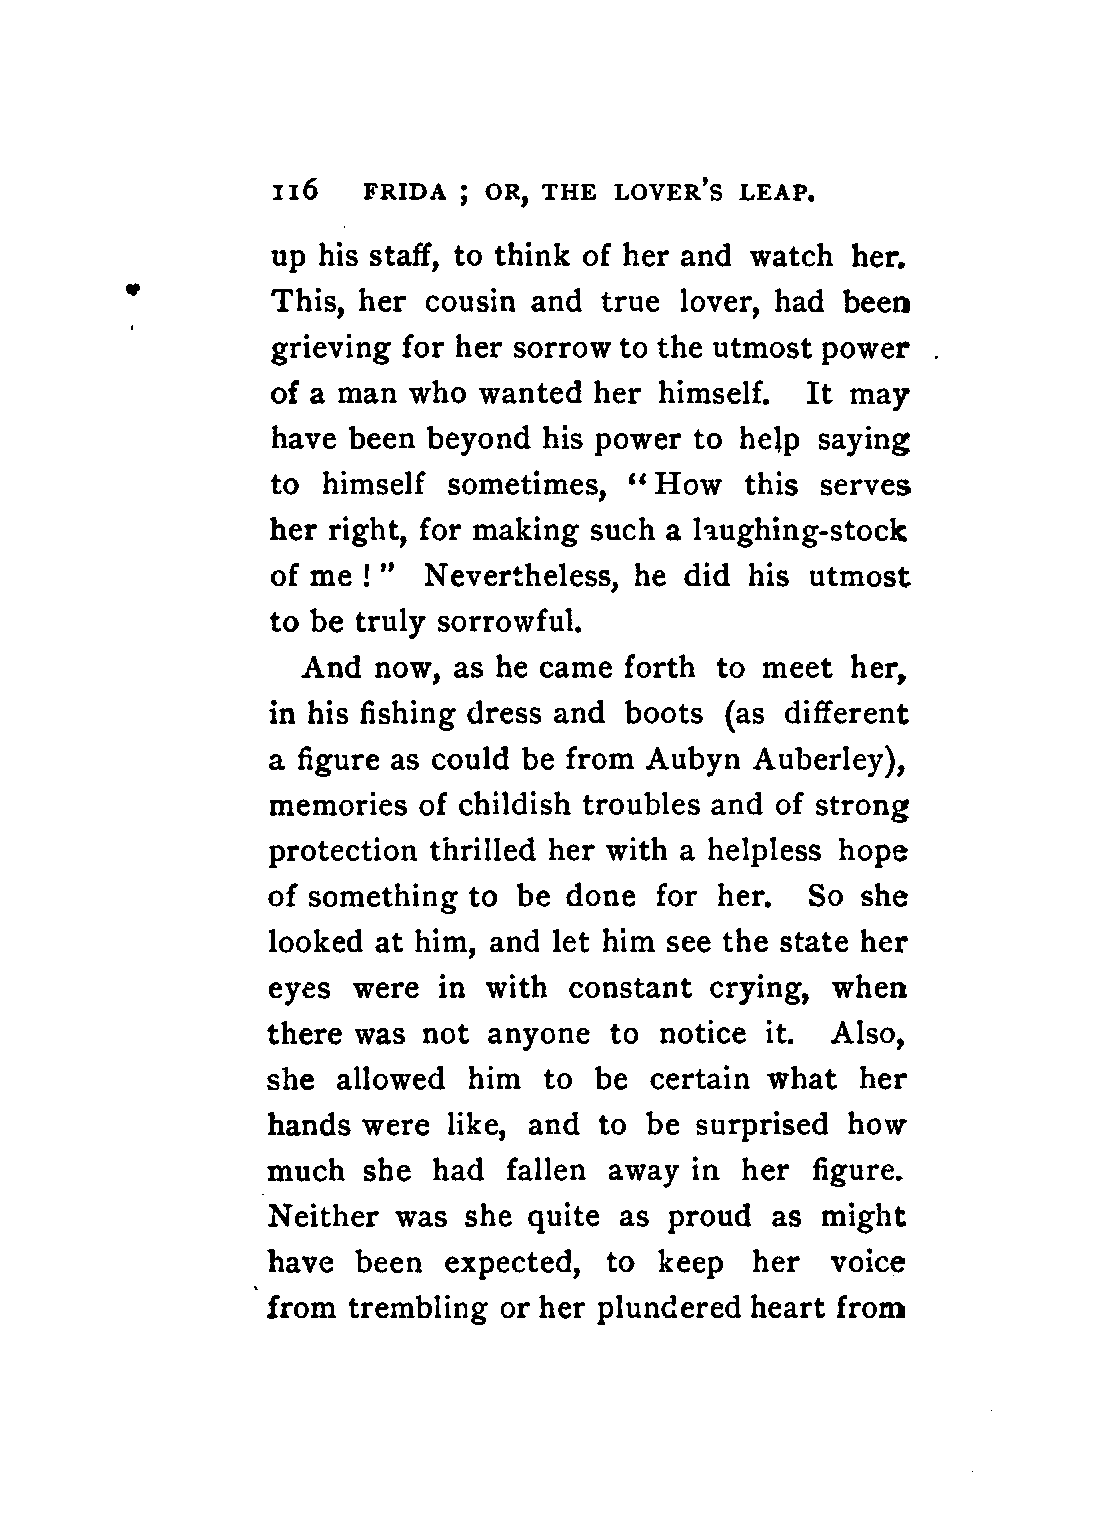 116 FRIDA ; OR, THE LOVER'S LEAP.
up his staff, to think of her and watch her.
This, her cousin and true lover, had been
grieving for her sorrow to the utmost power
of a man who wanted her himself. It may
have been beyond his power to help saying
to himself sometimes, "How this serves
her right, for making such a laughing-stock
of me ! " Nevertheless, he did his utmost
to be truly sorrowful.
And now, as he came forth to meet her,
in his fishing dress and boots (as different
a figure as could be from Aubyn Auberley),
memories of childish troubles and of strong
protection thrilled her with a helpless hope
of something to be done for her. So she
looked at him, and let him see the state her
eyes were in with constant crying, when
there was not anyone to notice it. Also,
she allowed him to be certain what her
hands were like, and to be surprised how
much she had fallen away in her figure.
Neither was she quite as proud as might
have been expected, to keep her voice
from trembling or her plundered heart from